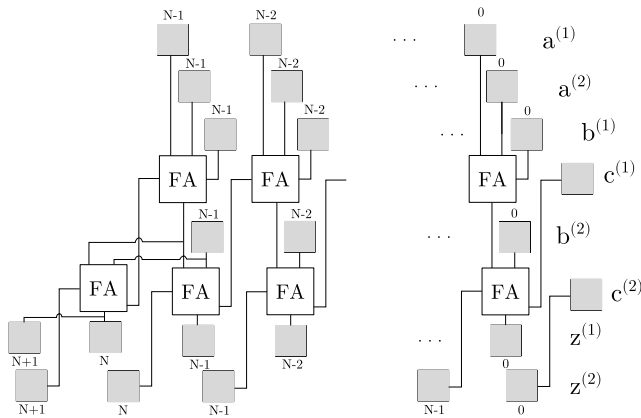 N-1 N-2 0
· · · a(1)
N-1 N-2 0
· · · a(2)
N-1 N-2 0
· · · b(1)
FA FA FA c(1)
N-1 N-2 0
· · · b(2)
FA FA FA FA c(2)
N+1 N N-1 N-2 · · · 0 z(1)
N+1 N N-1 N-1 0 z(2)